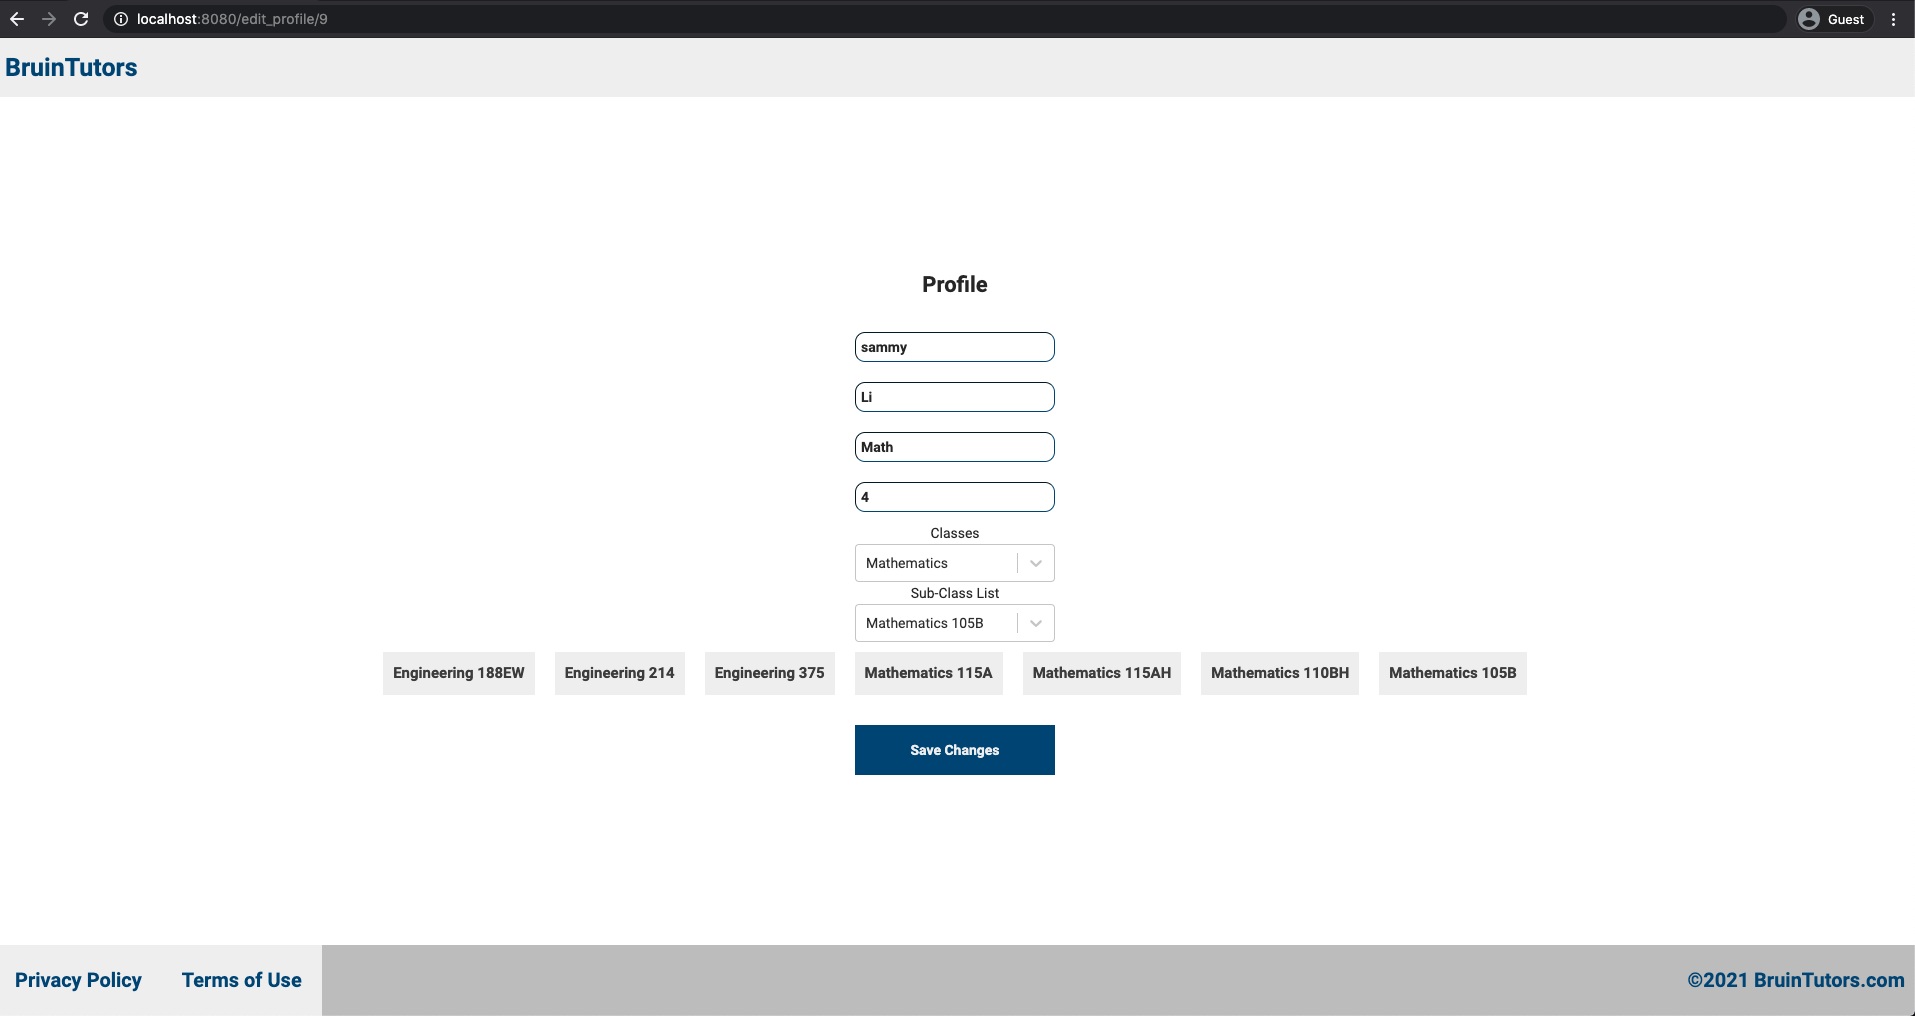 localhost:8080/edit_profile/9
Guest
BruinTutors
Profile
sammy
Li
Math
4
Classes
Mathematics
Sub-Class List
Mathematics 105B
Engineering 188EW Engineering 214 Engineering 375 Mathematics 115A Mathematics 115AH Mathematics 110BH Mathematics 105B
Save Changes
Privacy Policy Terms of Use ©2021 BruinTutors.com